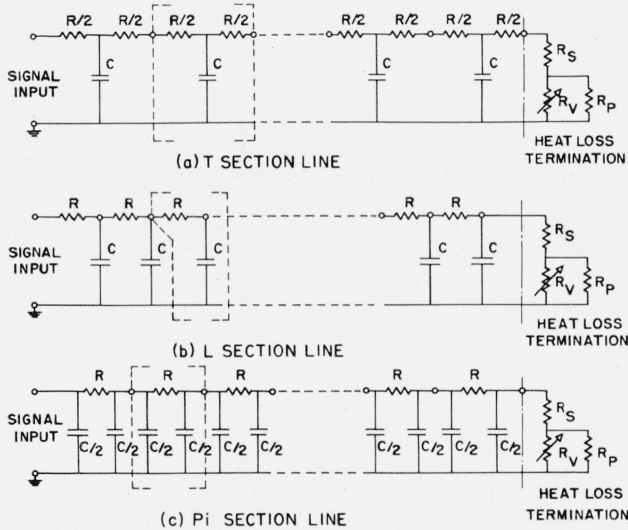 R/2 R/2 R/2 R/2 R/2 R/2 R/2 R/2
C C C C
SIGNAL
INPUT
RS
RV RP
HEAT LOSS
TERMINATION
(a) T SECTION LINE
R R R R R
C C C C C
SIGNAL
INPUT
RS
RV RP
HEAT LOSS
TERMINATION
(b) L SECTION LINE
R R R R R
SIGNAL
INPUT
C/2 C/2 C/2 C/2 C/2 C/2 C/2 C/2 C/2 C/2
RS
RV RP
HEAT LOSS
TERMINATION
(c) Pi SECTION LINE